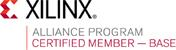 XILINX®
ALLIANCE PROGRAM
CERTIFIED MEMBER — BASE